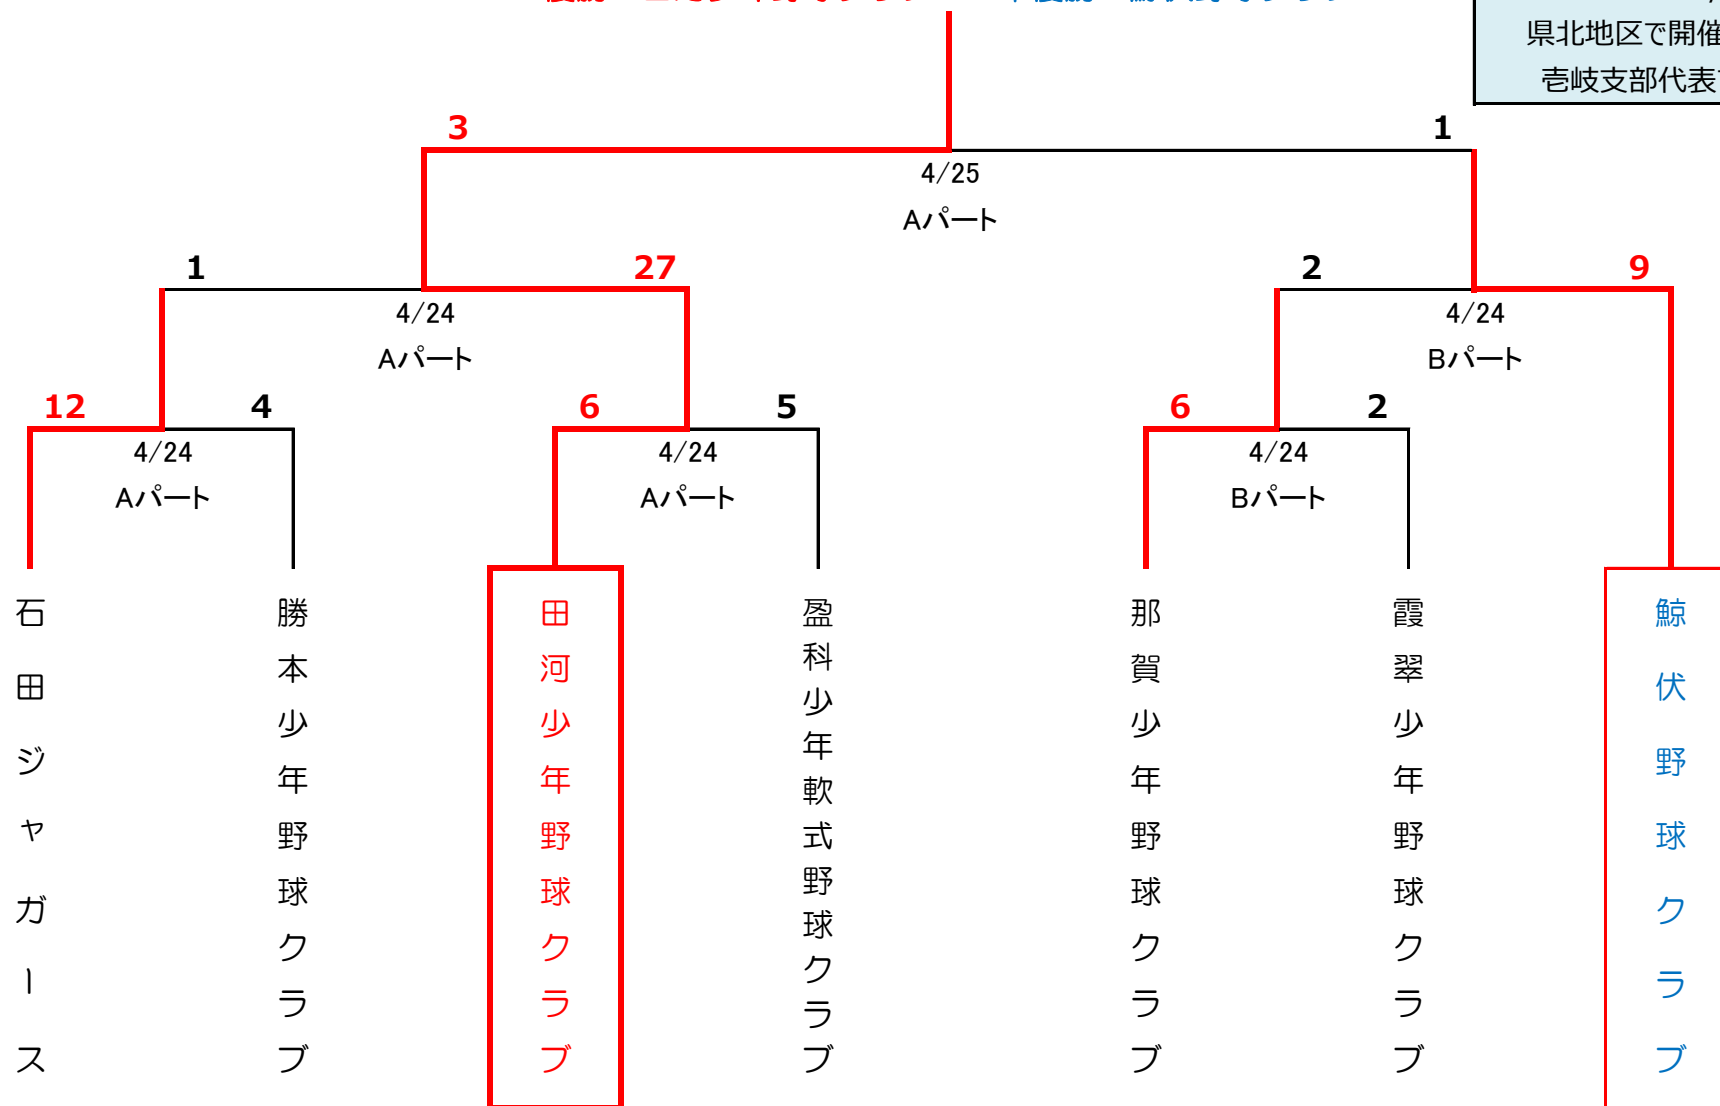 県北地区で開催
壱岐支部代表
3
1
4/25
Aパート
1
27
2
9
4/24
Aパート
4/24
Bパート
12
4
6
5
6
2
4/24
Aパート
4/24
Aパート
4/24
Bパート
石田ジャガース
勝本少年野球クラブ
田河少年野球クラブ
盈科少年軟式野球クラブ
那賀少年野球クラブ
霞翠少年野球クラブ
鯨伏野球クラブ